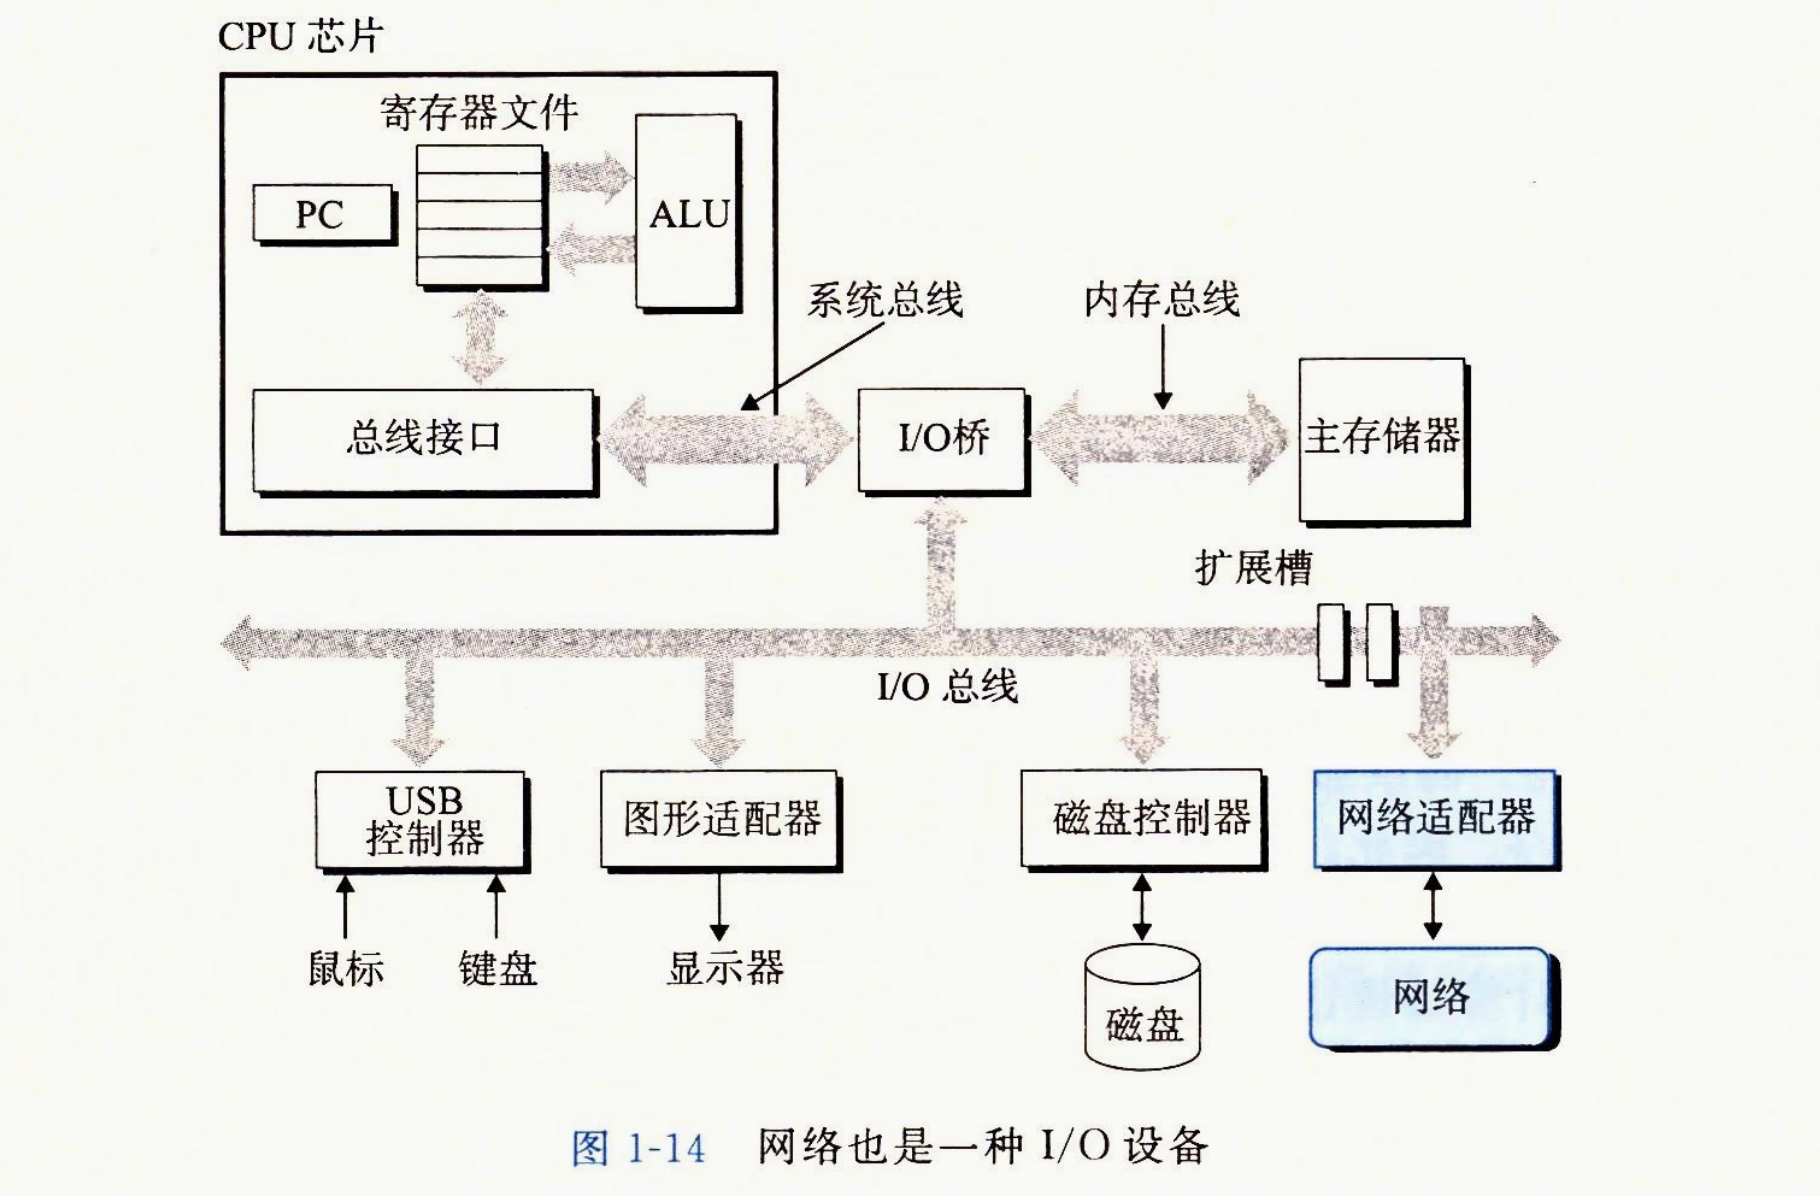 CPU 芯片
寄存器文件
PC
ALU
系统总线
内存总线
总线接口
I/O桥
主存储器
扩展槽
I/O 总线
USB
控制器
图形适配器
磁盘控制器
网络适配器
鼠标
键盘
显示器
磁盘
网络
图 1-14 网络也是一种 I/O 设备